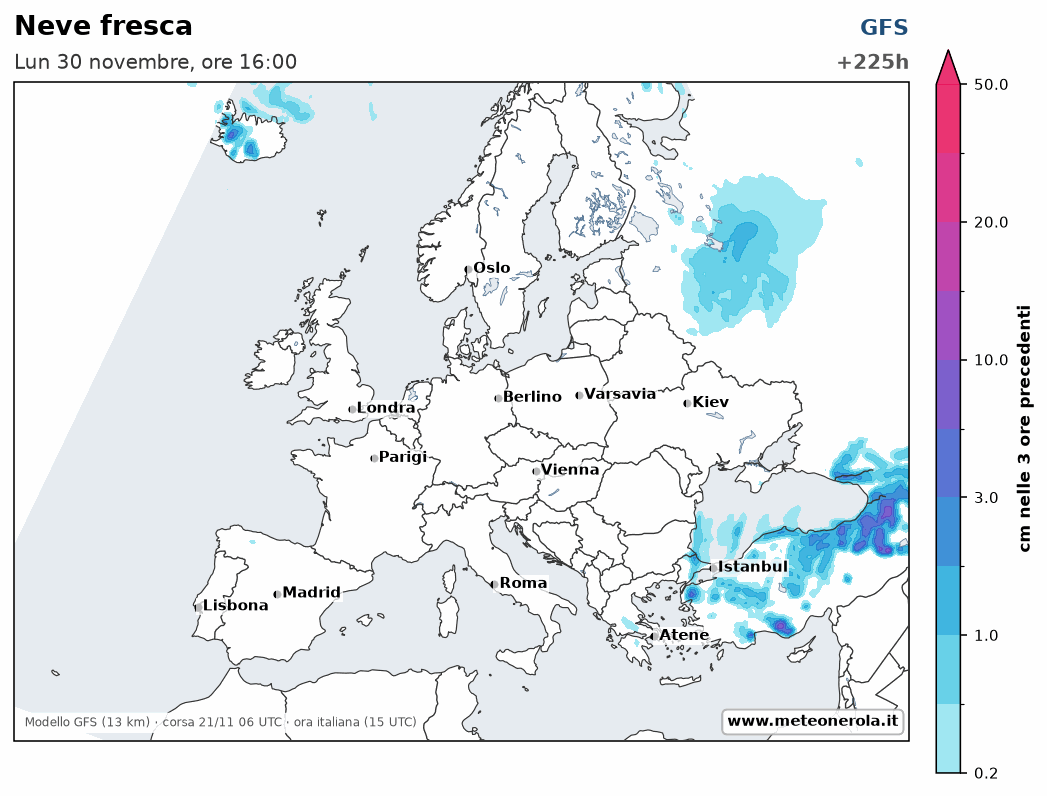 Neve fresca
GFS
Lun 30 novembre, ore 16:00
+225h
50.0
20.0
10.0
3.0
1.0
0.2
cm nelle 3 ore precedenti
Oslo
Londra
Berlino
Varsavia
Kiev
Parigi
Vienna
Istanbul
Roma
Madrid
Lisbona
Atene
Modello GFS (13 km) · corsa 21/11 06 UTC · ora italiana (15 UTC)
www.meteonerola.it